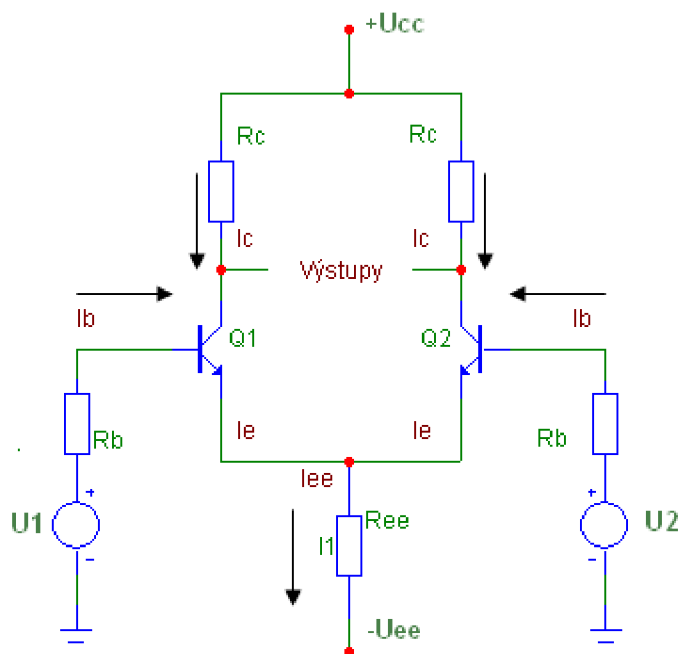 +Ucc
Rc
Rc
Ic
Ic
Výstupy
Ib
Ib
Q1
Q2
Rb
Ie
Ie
Rb
Iee
U1
+
-
Ree
I1
+
-
U2
-Uee